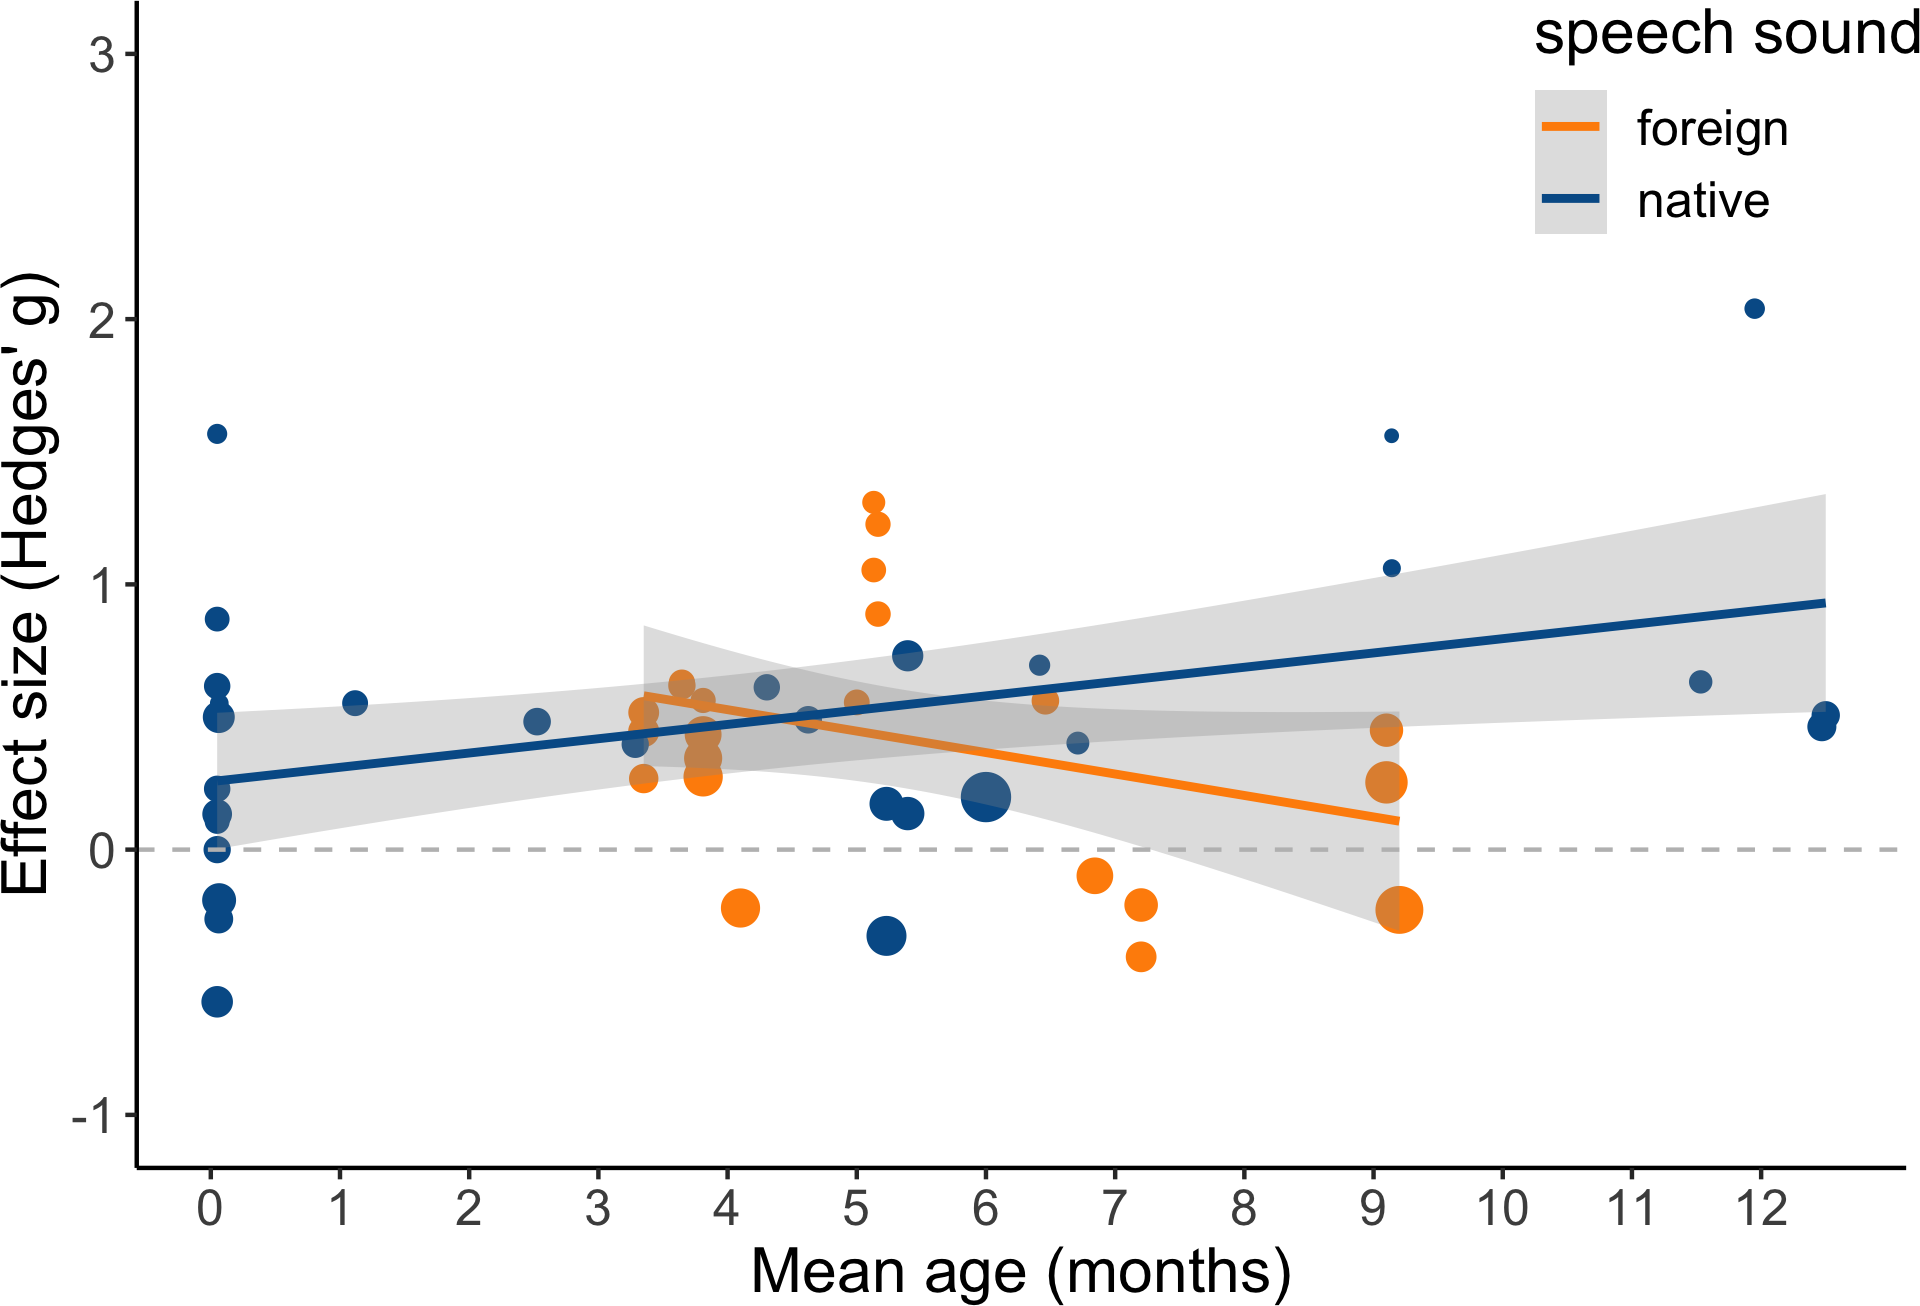 speech sound
foreign
native
Effect size (Hedges' g)
3
2
1
0
-1
0 1 2 3 4 5 6 7 8 9 10 11 12
Mean age (months)